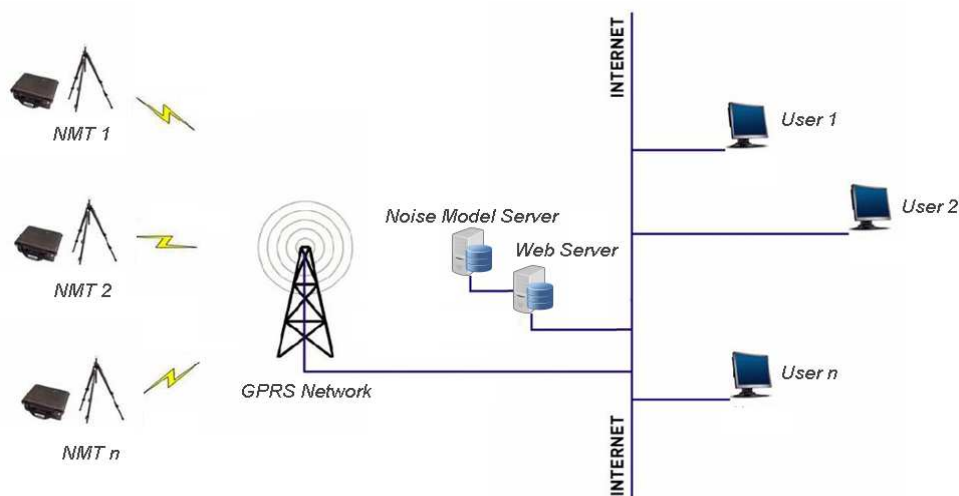 INTERNET
NMT 1
User 1
NMT 2
Noise Model Server
Web Server
User 2
GPRS Network
User n
NMT n
INTERNET